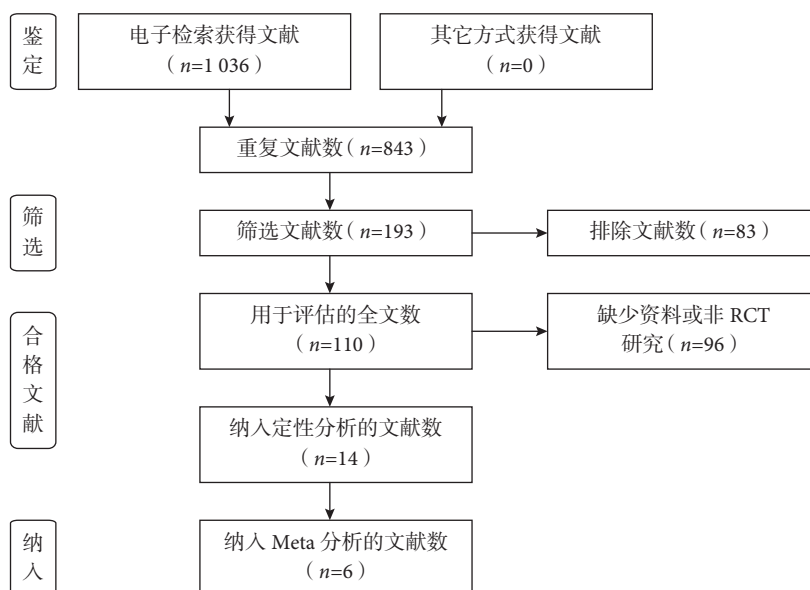 鉴定
电子检索获得文献
（n=1 036）
其它方式获得文献
（n=0）
重复文献数（n=843）
筛选
筛选文献数（n=193）
排除文献数（n=83）
合格文献
用于评估的全文数
（n=110）
缺少资料或非 RCT
研究（n=96）
纳入定性分析的文献数
（n=14）
纳入
纳入 Meta 分析的文献数
（n=6）